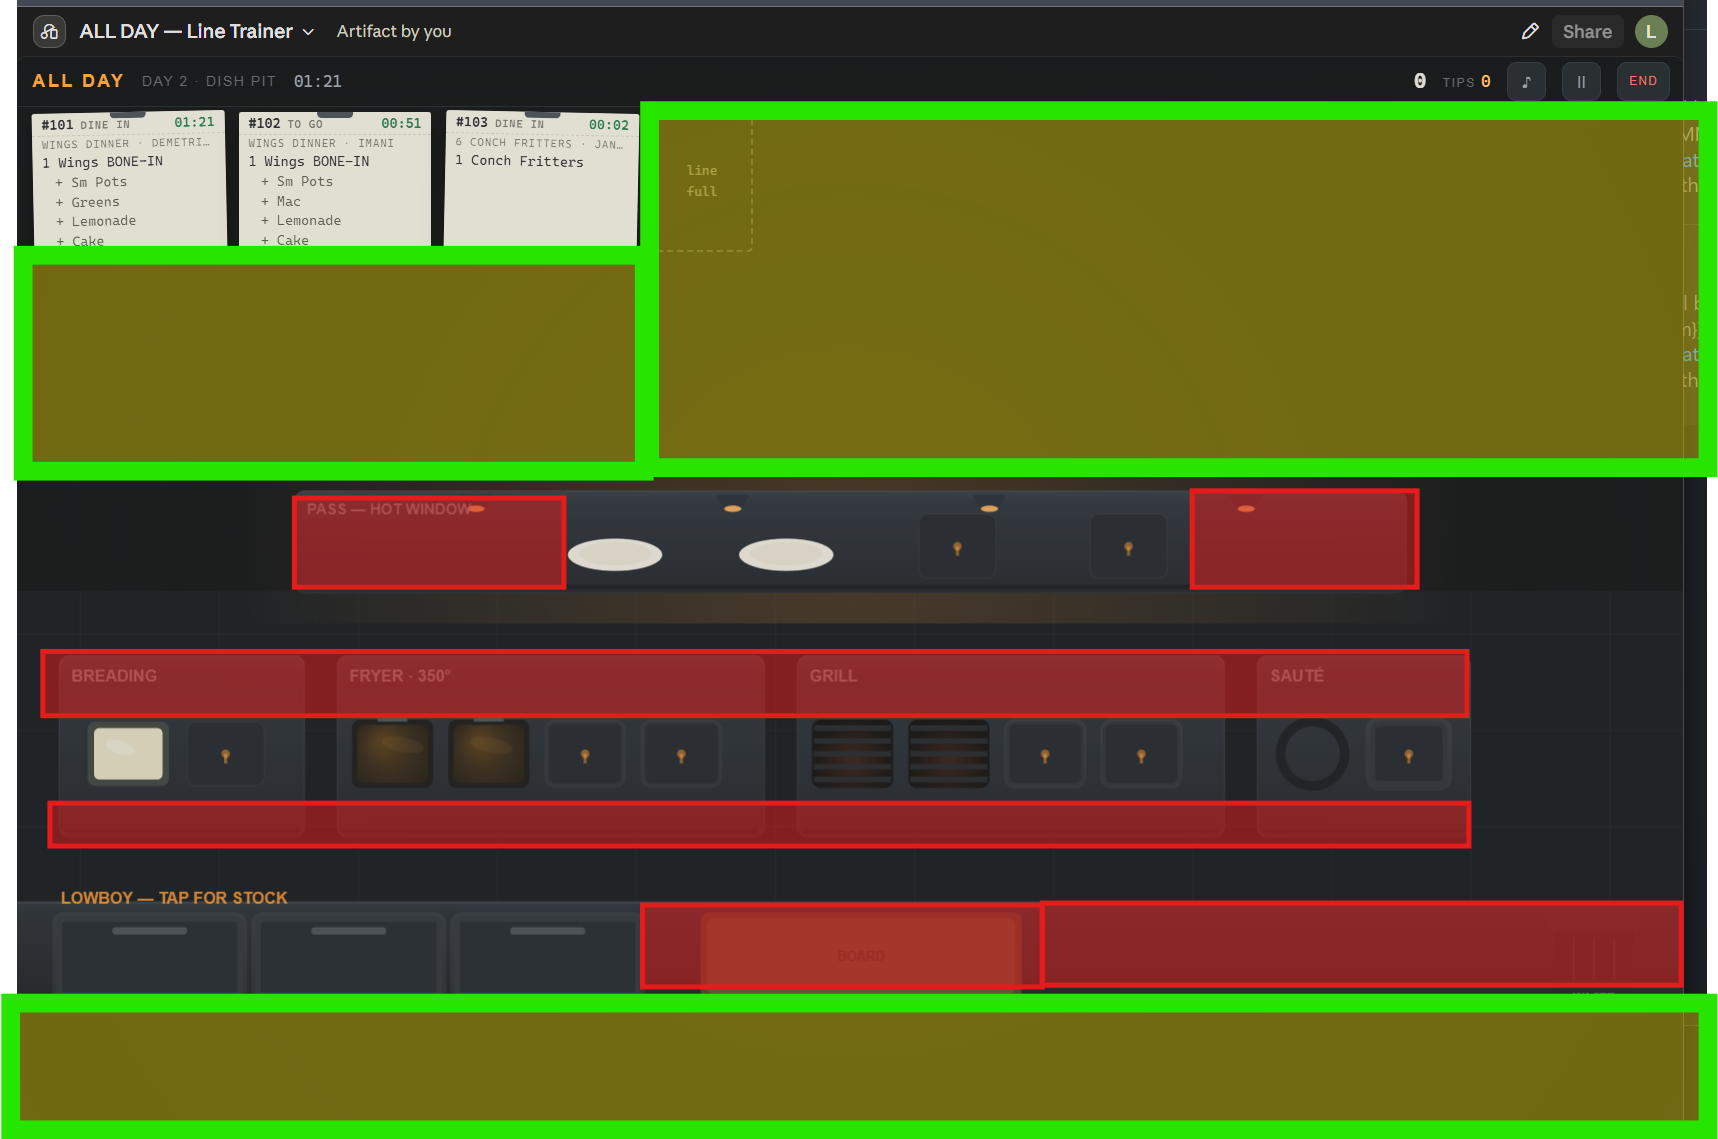 ALL DAY — Line Trainer
Artifact by you
Share
L
ALL DAY DAY 2 · DISH PIT 01:21
0 TIPS 0
END
#101 DINE IN 01:21
WINGS DINNER · DEMETRI…
1 Wings BONE-IN
+ Sm Pots
+ Greens
+ Lemonade
+ Cake
#102 TO GO 00:51
WINGS DINNER · IMANI
1 Wings BONE-IN
+ Sm Pots
+ Mac
+ Lemonade
+ Cake
#103 DINE IN 00:02
6 CONCH FRITTERS · JAN…
1 Conch Fritters
line
full
at
th
at
th
PASS — HOT WINDOW
BREADING
FRYER · 350°
GRILL
SAUTÉ
LOWBOY — TAP FOR STOCK
BOARD